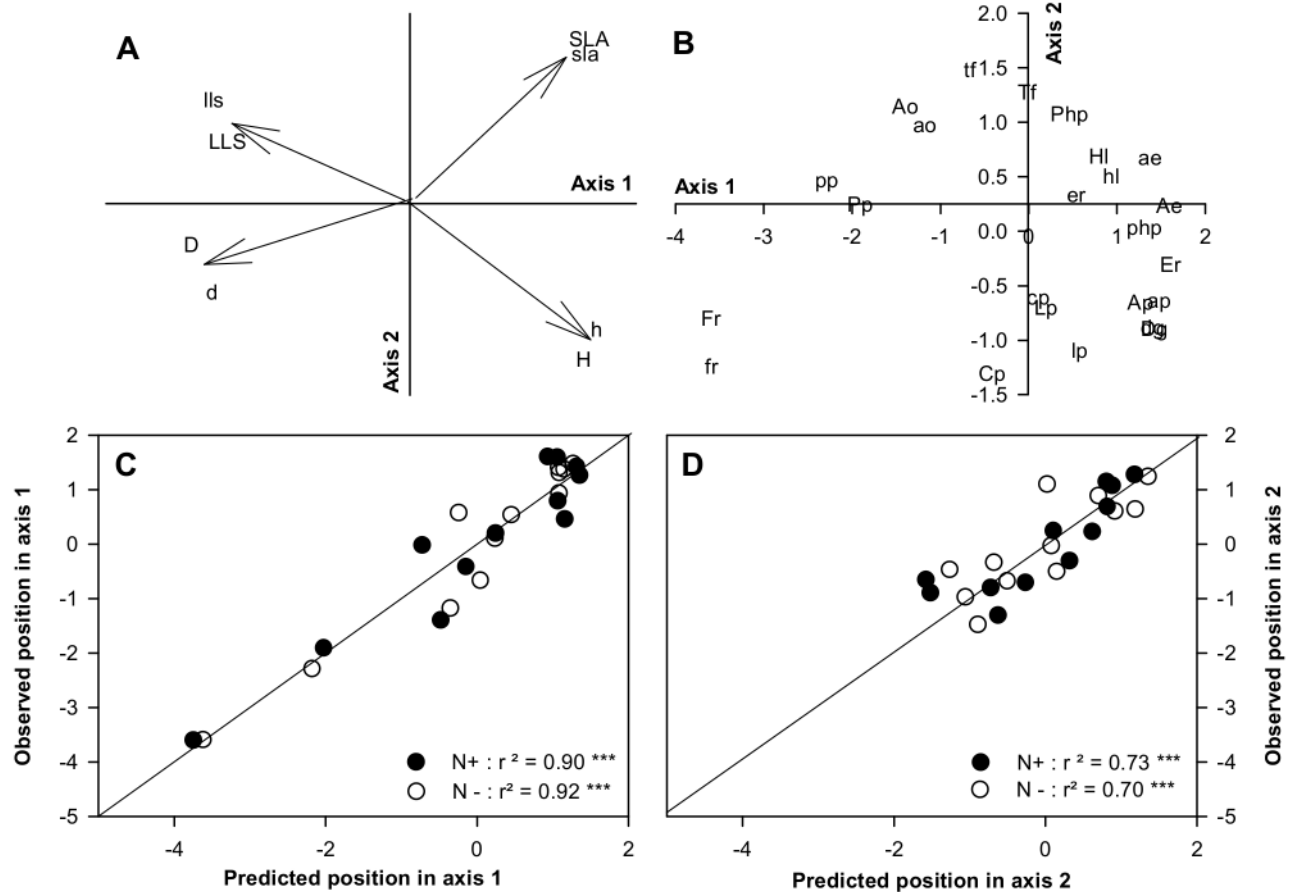 A
SLA
sla
lls
LLS
Axis 1
D
d
h
H
Axis 2
B
Axis 2
2.0
tf
1.5
Tf
Ao
Php
1.0
ao
Hl
ae
0.5
hl
pp
er
Axis 1
Pp
Ae
php
-4
-3
-2
-1
0
0.0
1
2
Er
-0.5
cp
Lp
Ap
ap
Fr
Dg
-1.0
lp
fr
Cp
-1.5
C
2
1
0
-1
-2
-3
-4
-5
Observed position in axis 1
N+ : r ² = 0.90 ***
N - : r² = 0.92 ***
-4
-2
0
2
Predicted position in axis 1
D
2
1
0
-1
-2
-3
-4
-5
Observed position in axis 2
N+ : r ² = 0.73 ***
N - : r² = 0.70 ***
-4
-2
0
2
Predicted position in axis 2